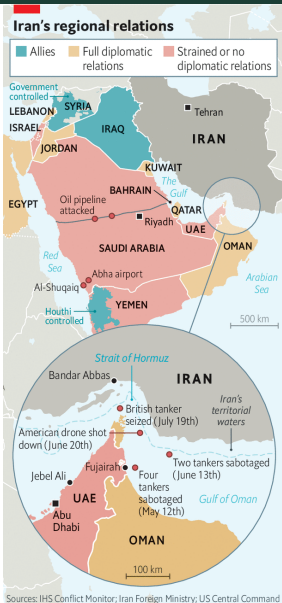 Iran's regional relations
Allies
Full diplomatic
relations
Strained or no
diplomatic relations
Government
controlled
SYRIA
LEBANON
ISRAEL
IRAQ
Tehran
IRAN
JORDAN
KUWAIT
The
Gulf
BAHRAIN
EGYPT
Oil pipeline
attacked
QATAR
Riyadh
UAE
SAUDI ARABIA
OMAN
Red
Sea
Abha airport
Arabian
Sea
Al-Shuqaiq
YEMEN
Houthi
controlled
500 km
Strait of Hormuz
Bandar Abbas
IRAN
Iran's
territorial
waters
British tanker
seized (July 19th)
American drone shot
down (June 20th)
Two tankers sabotaged
(June 13th)
Fujairah
Jebel Ali
Four
tankers
sabotaged
(May 12th)
Gulf of Oman
UAE
Abu
Dhabi
OMAN
100 km
Sources: IHS Conflict Monitor; Iran Foreign Ministry; US Central Command